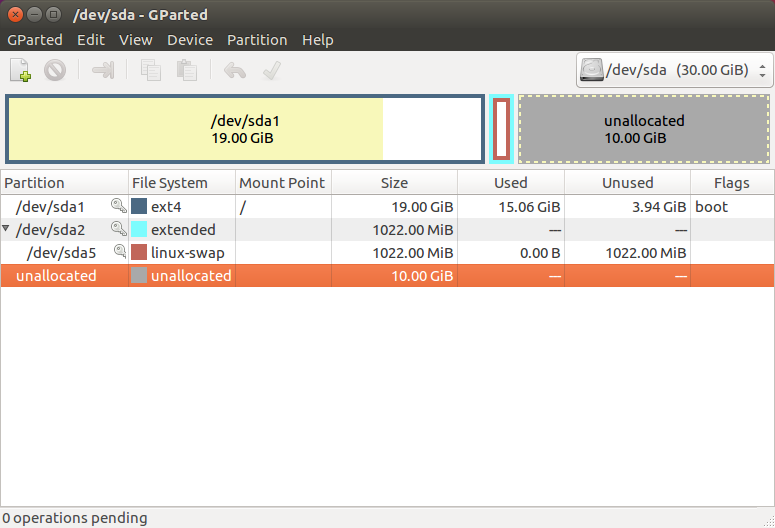 /dev/sda - GParted
GParted Edit View Device Partition Help
/dev/sda (30.00 GiB)
/dev/sda1
19.00 GiB
unallocated
10.00 GiB
Partition File System Mount Point Size Used Unused Flags
/dev/sda1 ext4 / 19.00 GiB 15.06 GiB 3.94 GiB boot
/dev/sda2 extended 1022.00 MiB --- ---
/dev/sda5 linux-swap 1022.00 MiB 0.00 B 1022.00 MiB
unallocated unallocated 10.00 GiB --- ---
0 operations pending